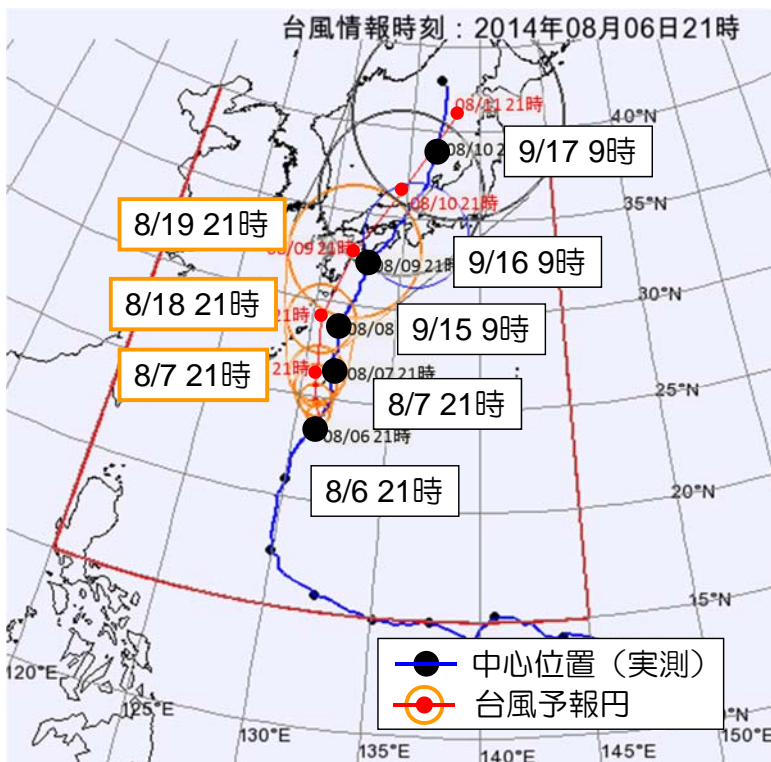 台風情報時刻：2014年08月06日21時
08/11 21時
40°N
08/10 2
9/17 9時
08/10 21時
35°N
8/19 21時
08/09 21時
08/09 21時
9/16 9時
30°N
8/18 21時
21時
08/08
9/15 9時
8/7 21時
21時
08/07 21時
25°N
8/7 21時
08/06 21時
8/6 21時
20°N
15°N
中心位置（実測）
台風予報円
120°E
125°E
130°E
135°E
140°E
145°E
150°E
°N